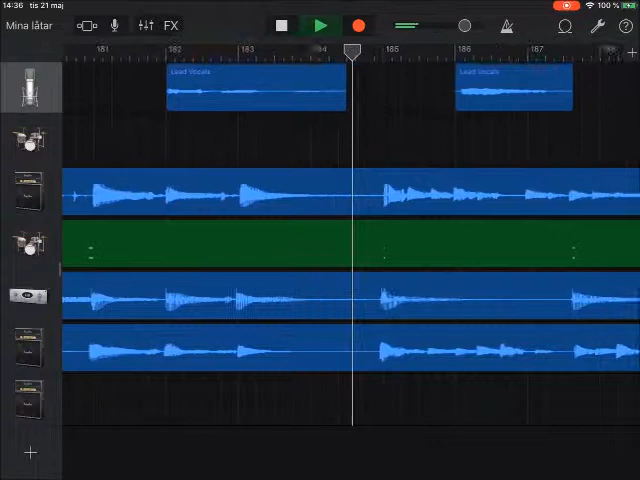 14:36 tis 21 maj
100 %
Mina låtar
FX
181 182 183 184 185 186 187 188
Lead Vocals
Lead Vocals